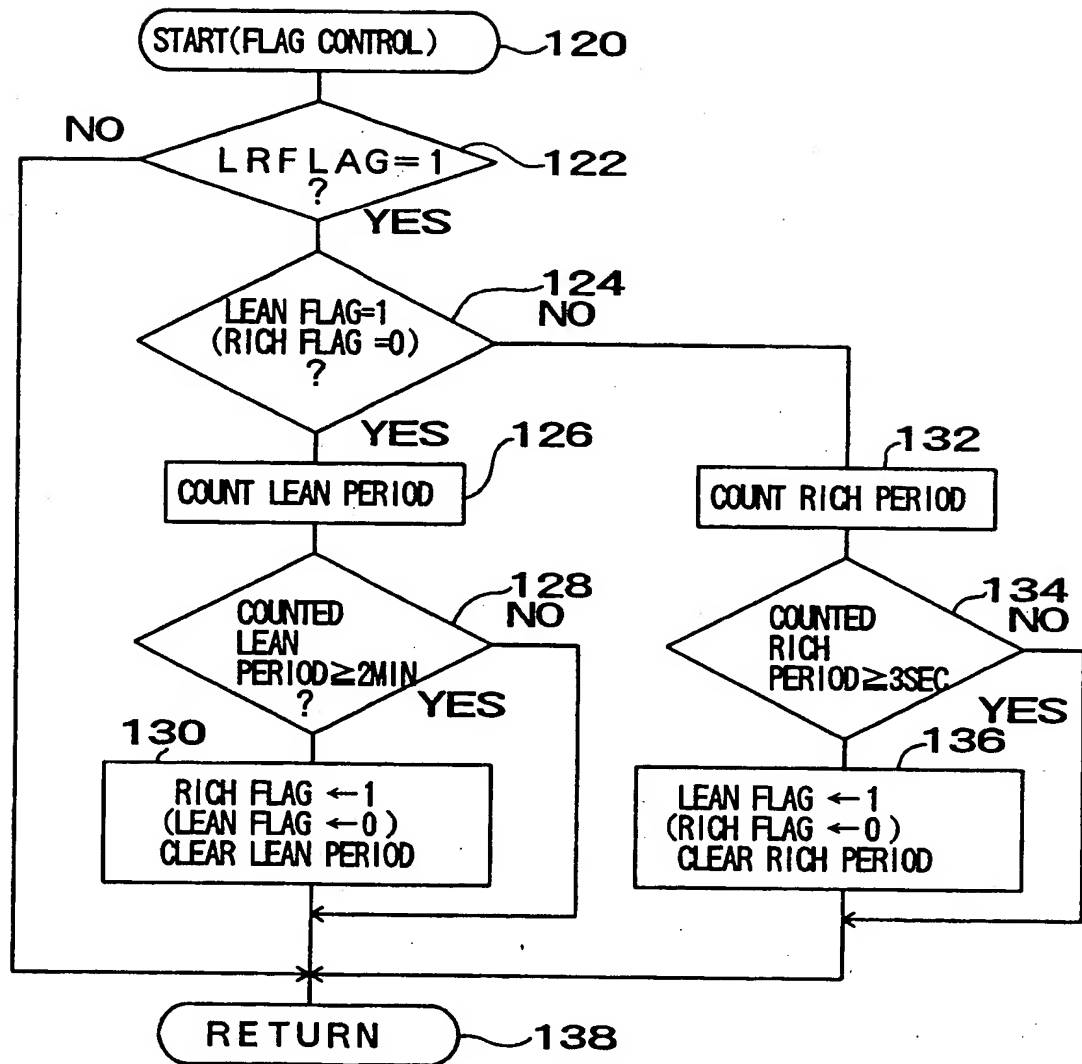 START(FLAG CONTROL)
120
NO
LRFLAG=1
?
122
YES
LEAN FLAG=1
(RICH FLAG =0)
?
124
NO
YES
126
COUNT LEAN PERIOD
132
COUNT RICH PERIOD
COUNTED
LEAN
PERIOD≧2MIN
?
128
NO
YES
COUNTED
RICH
PERIOD≧3SEC
134
NO
YES
130
RICH FLAG ←1
(LEAN FLAG ←0)
CLEAR LEAN PERIOD
136
LEAN FLAG ←1
(RICH FLAG ←0)
CLEAR RICH PERIOD
RETURN
138